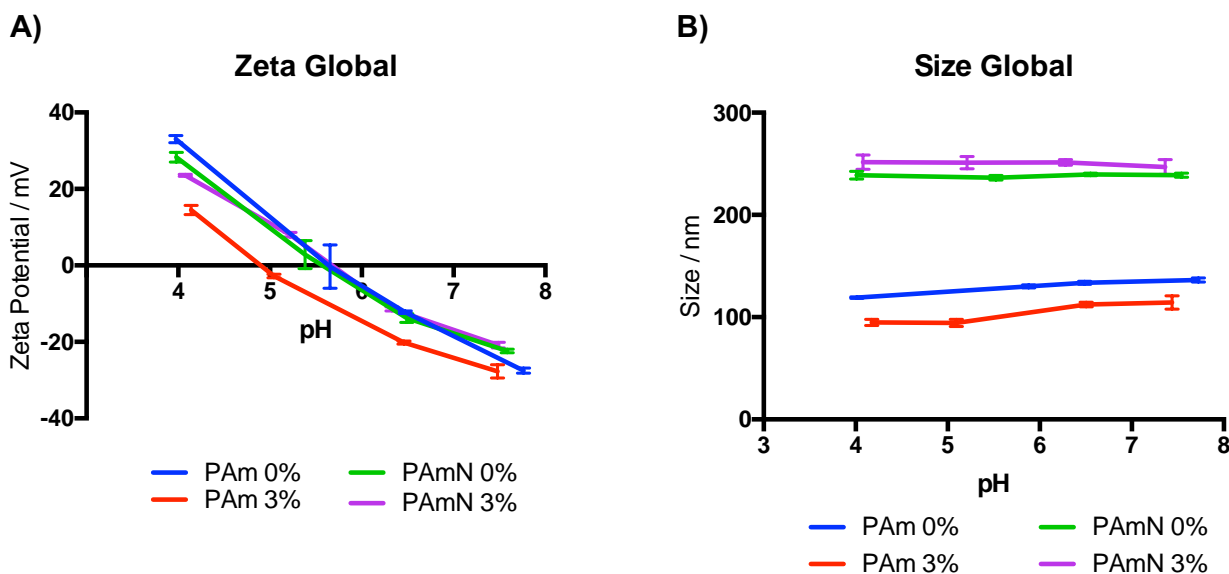 A)
Zeta Global
Zeta Potential / mV
40
20
0
-20
-40
4 5 6 7 8
pH
PAm 0% PAmN 0%
PAm 3% PAmN 3%
B)
Size Global
Size / nm
300
200
100
0
3 4 5 6 7 8
pH
PAm 0% PAmN 0%
PAm 3% PAmN 3%